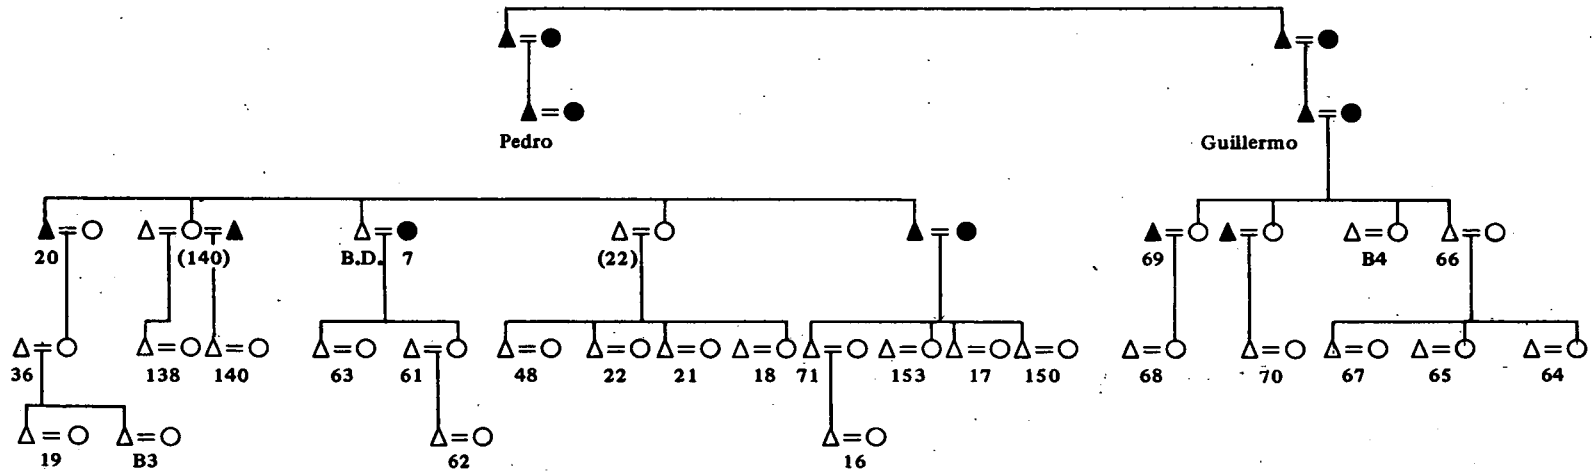 Pedro
Guillermo
20 (140) B.D. 7 (22) 69 B4 66
36 138 140 63 61 48 22 21 18 71 153 17 150 68 70 67 65 64
19 B3 62 16